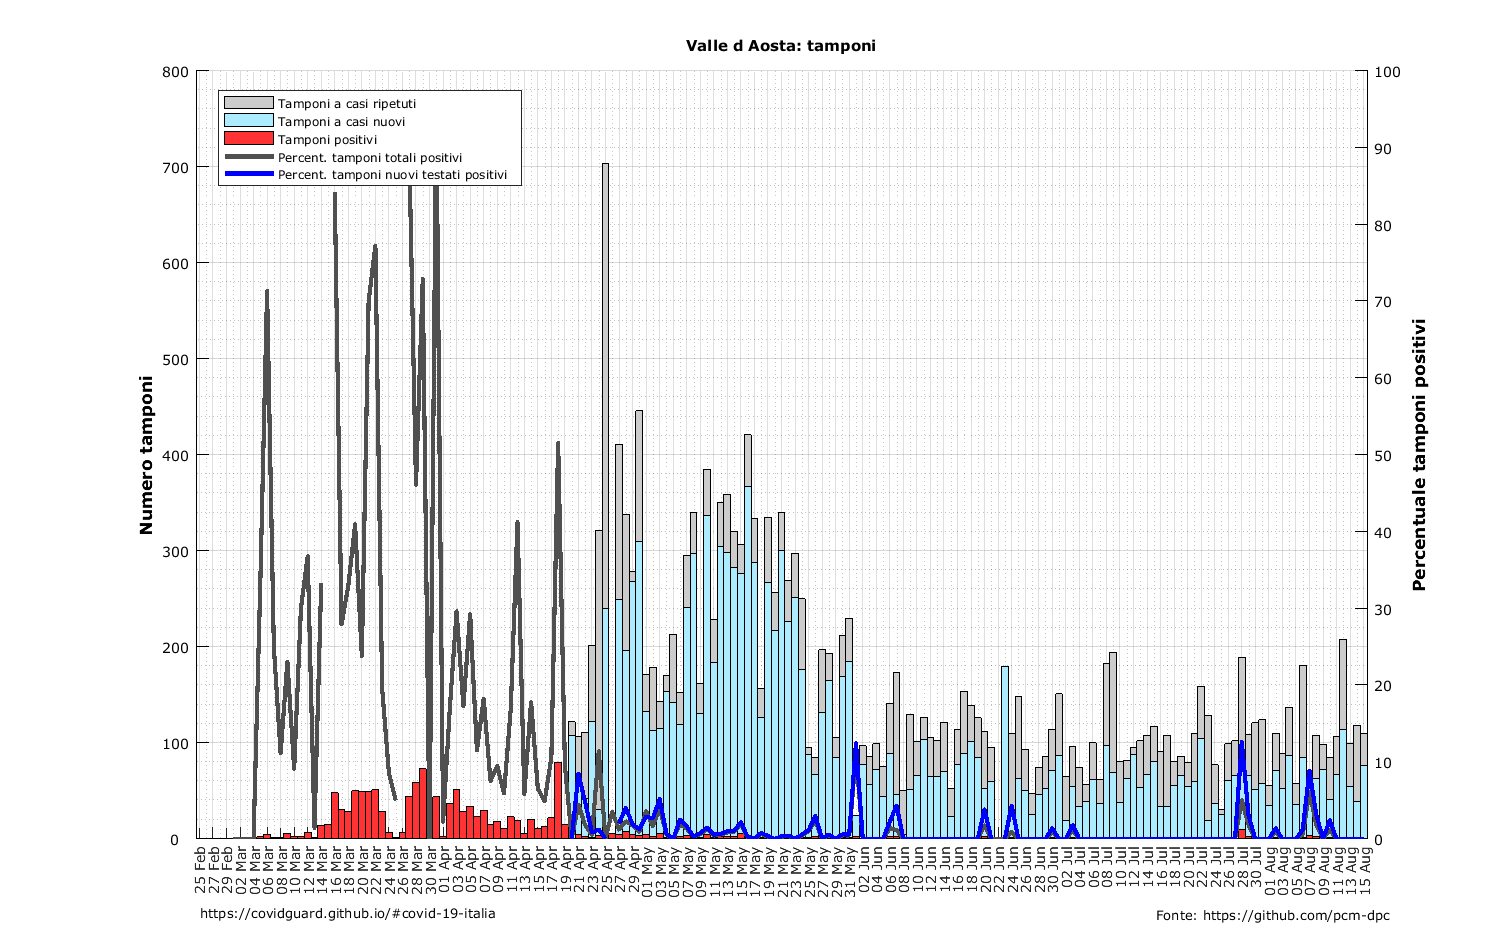 Valle d Aosta: tamponi
800
700
600
500
400
300
200
100
0
Numero tamponi
Tamponi a casi ripetuti
Tamponi a casi nuovi
Tamponi positivi
Percent. tamponi totali positivi
Percent. tamponi nuovi testati positivi
100
90
80
70
60
50
40
30
20
10
0
Percentuale tamponi positivi
25 Feb
27 Feb
29 Feb
02 Mar
04 Mar
06 Mar
08 Mar
10 Mar
12 Mar
14 Mar
16 Mar
18 Mar
20 Mar
22 Mar
24 Mar
26 Mar
28 Mar
30 Mar
01 Apr
03 Apr
05 Apr
07 Apr
09 Apr
11 Apr
13 Apr
15 Apr
17 Apr
19 Apr
21 Apr
23 Apr
25 Apr
27 Apr
29 Apr
01 May
03 May
05 May
07 May
09 May
11 May
13 May
15 May
17 May
19 May
21 May
23 May
25 May
27 May
29 May
31 May
02 Jun
04 Jun
06 Jun
08 Jun
10 Jun
12 Jun
14 Jun
16 Jun
18 Jun
20 Jun
22 Jun
24 Jun
26 Jun
28 Jun
30 Jun
02 Jul
04 Jul
06 Jul
08 Jul
10 Jul
12 Jul
14 Jul
16 Jul
18 Jul
20 Jul
22 Jul
24 Jul
26 Jul
28 Jul
30 Jul
01 Aug
03 Aug
05 Aug
07 Aug
09 Aug
11 Aug
13 Aug
15 Aug
https://covidguard.github.io/#covid-19-italia
Fonte: https://github.com/pcm-dpc